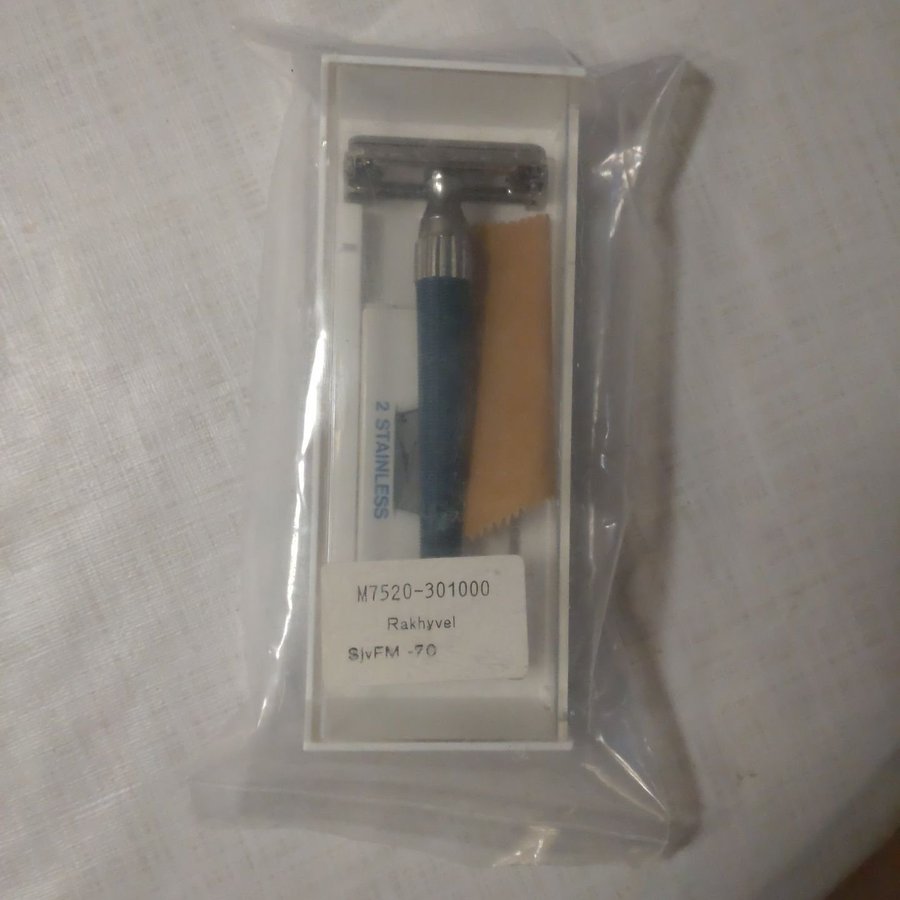 2 STAINLESS
M7520-301000
Rakhyvel
SjvFM -70